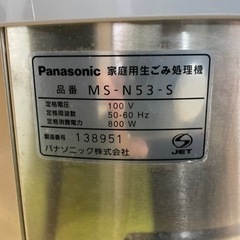 Panasonic 家庭用生ごみ処理機
品番 MS-N53-S
定格電圧 100 V
定格周波数 50-60 Hz
定格消費電力 800 W
製造番号 138951
パナソニック株式会社
S
JET